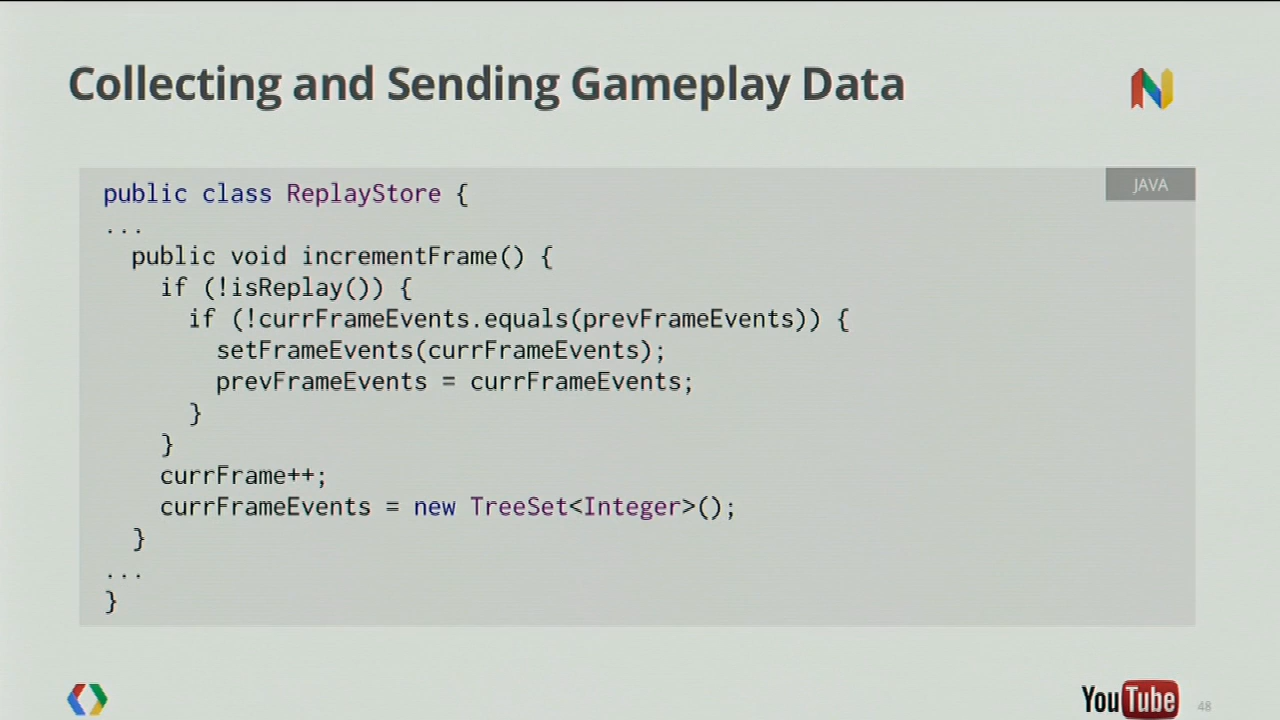 Collecting and Sending Gameplay Data
JAVA
public class ReplayStore {
...
  public void incrementFrame() {
    if (!isReplay()) {
      if (!currFrameEvents.equals(prevFrameEvents)) {
        setFrameEvents(currFrameEvents);
        prevFrameEvents = currFrameEvents;
      }
    }
    currFrame++;
    currFrameEvents = new TreeSet<Integer>();
  }
...
}
YouTube
48